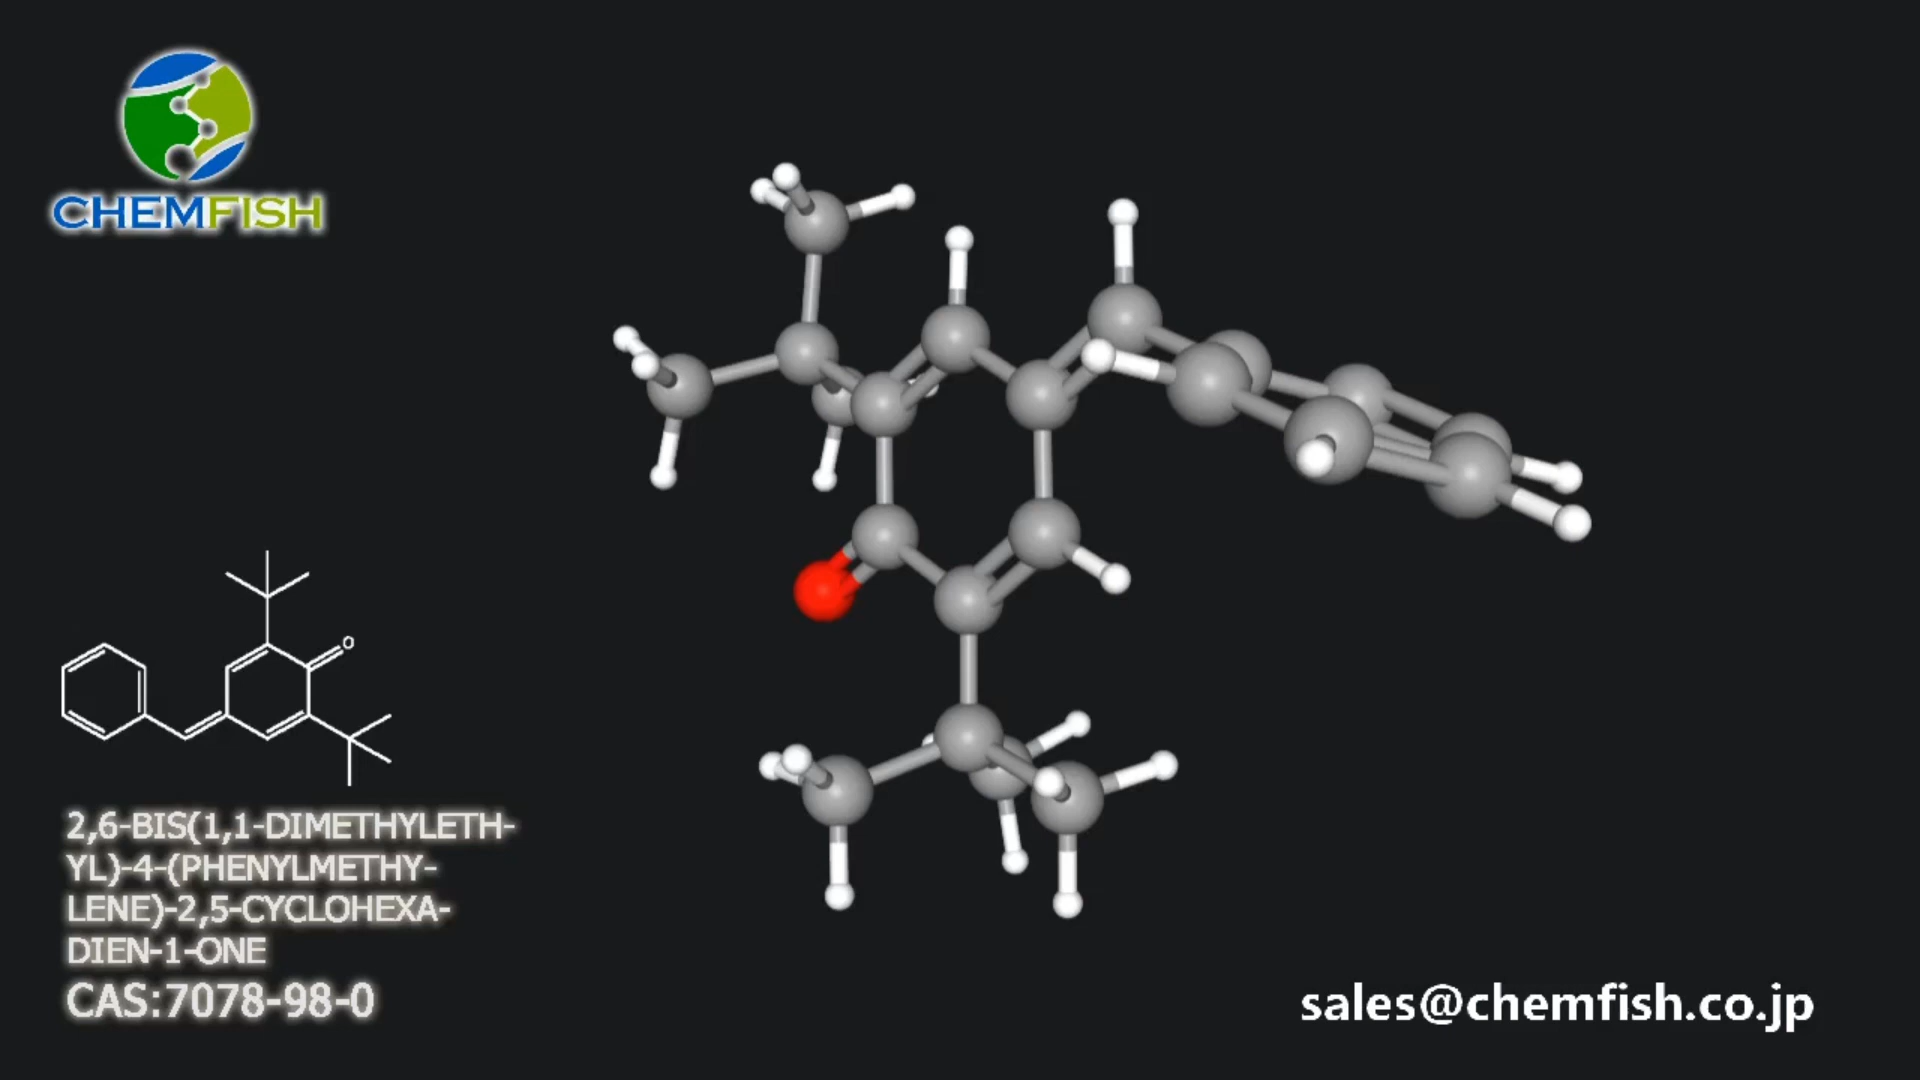 CHEMFISH
O
2,6-BIS(1,1-DIMETHYLETH-
YL)-4-(PHENYLMETHY-
LENE)-2,5-CYCLOHEXA-
DIEN-1-ONE
CAS:7078-98-0
sales@chemfish.co.jp